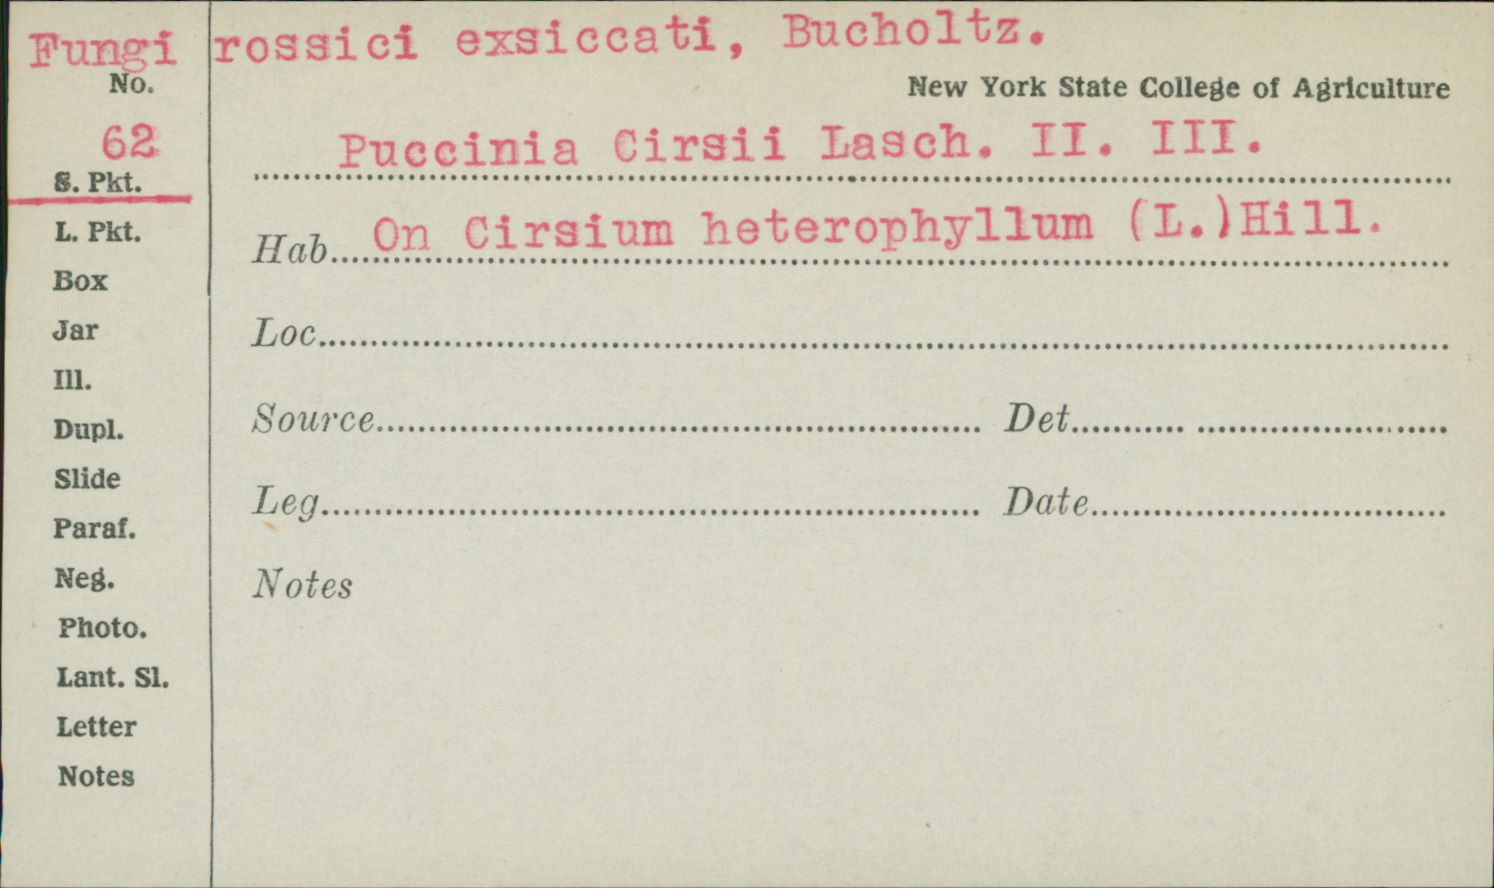 Fungi rossici exsiccati, Bucholtz.
No.
New York State College of Agriculture
62
Puccinia Cirsii Lasch. II. III.
S. Pkt.
L. Pkt.
Hab. On Cirsium heterophyllum (L.)Hill.
Box
Jar
Loc.
Ill.
Dupl.
Source Det.
Slide
Leg. Date
Paraf.
Neg.
Notes
Photo.
Lant. Sl.
Letter
Notes